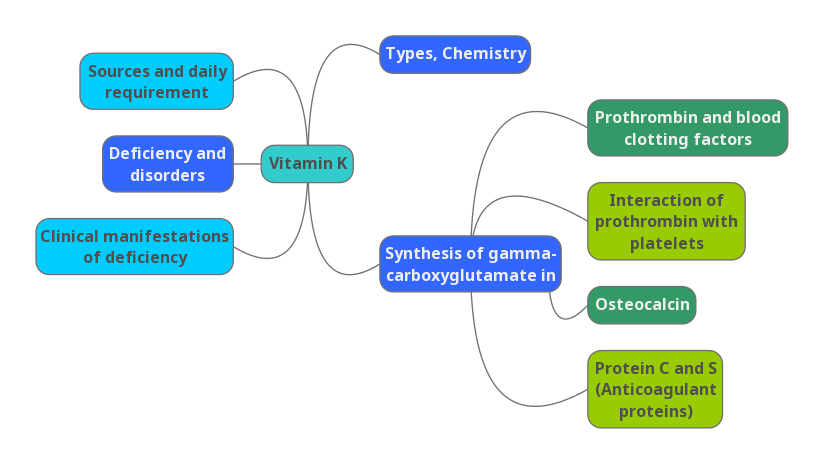 Types, Chemistry
Sources and daily
requirement
Prothrombin and blood
clotting factors
Deficiency and
disorders
Vitamin K
Interaction of
prothrombin with
platelets
Clinical manifestations
of deficiency
Synthesis of gamma-
carboxyglutamate in
Osteocalcin
Protein C and S
(Anticoagulant
proteins)